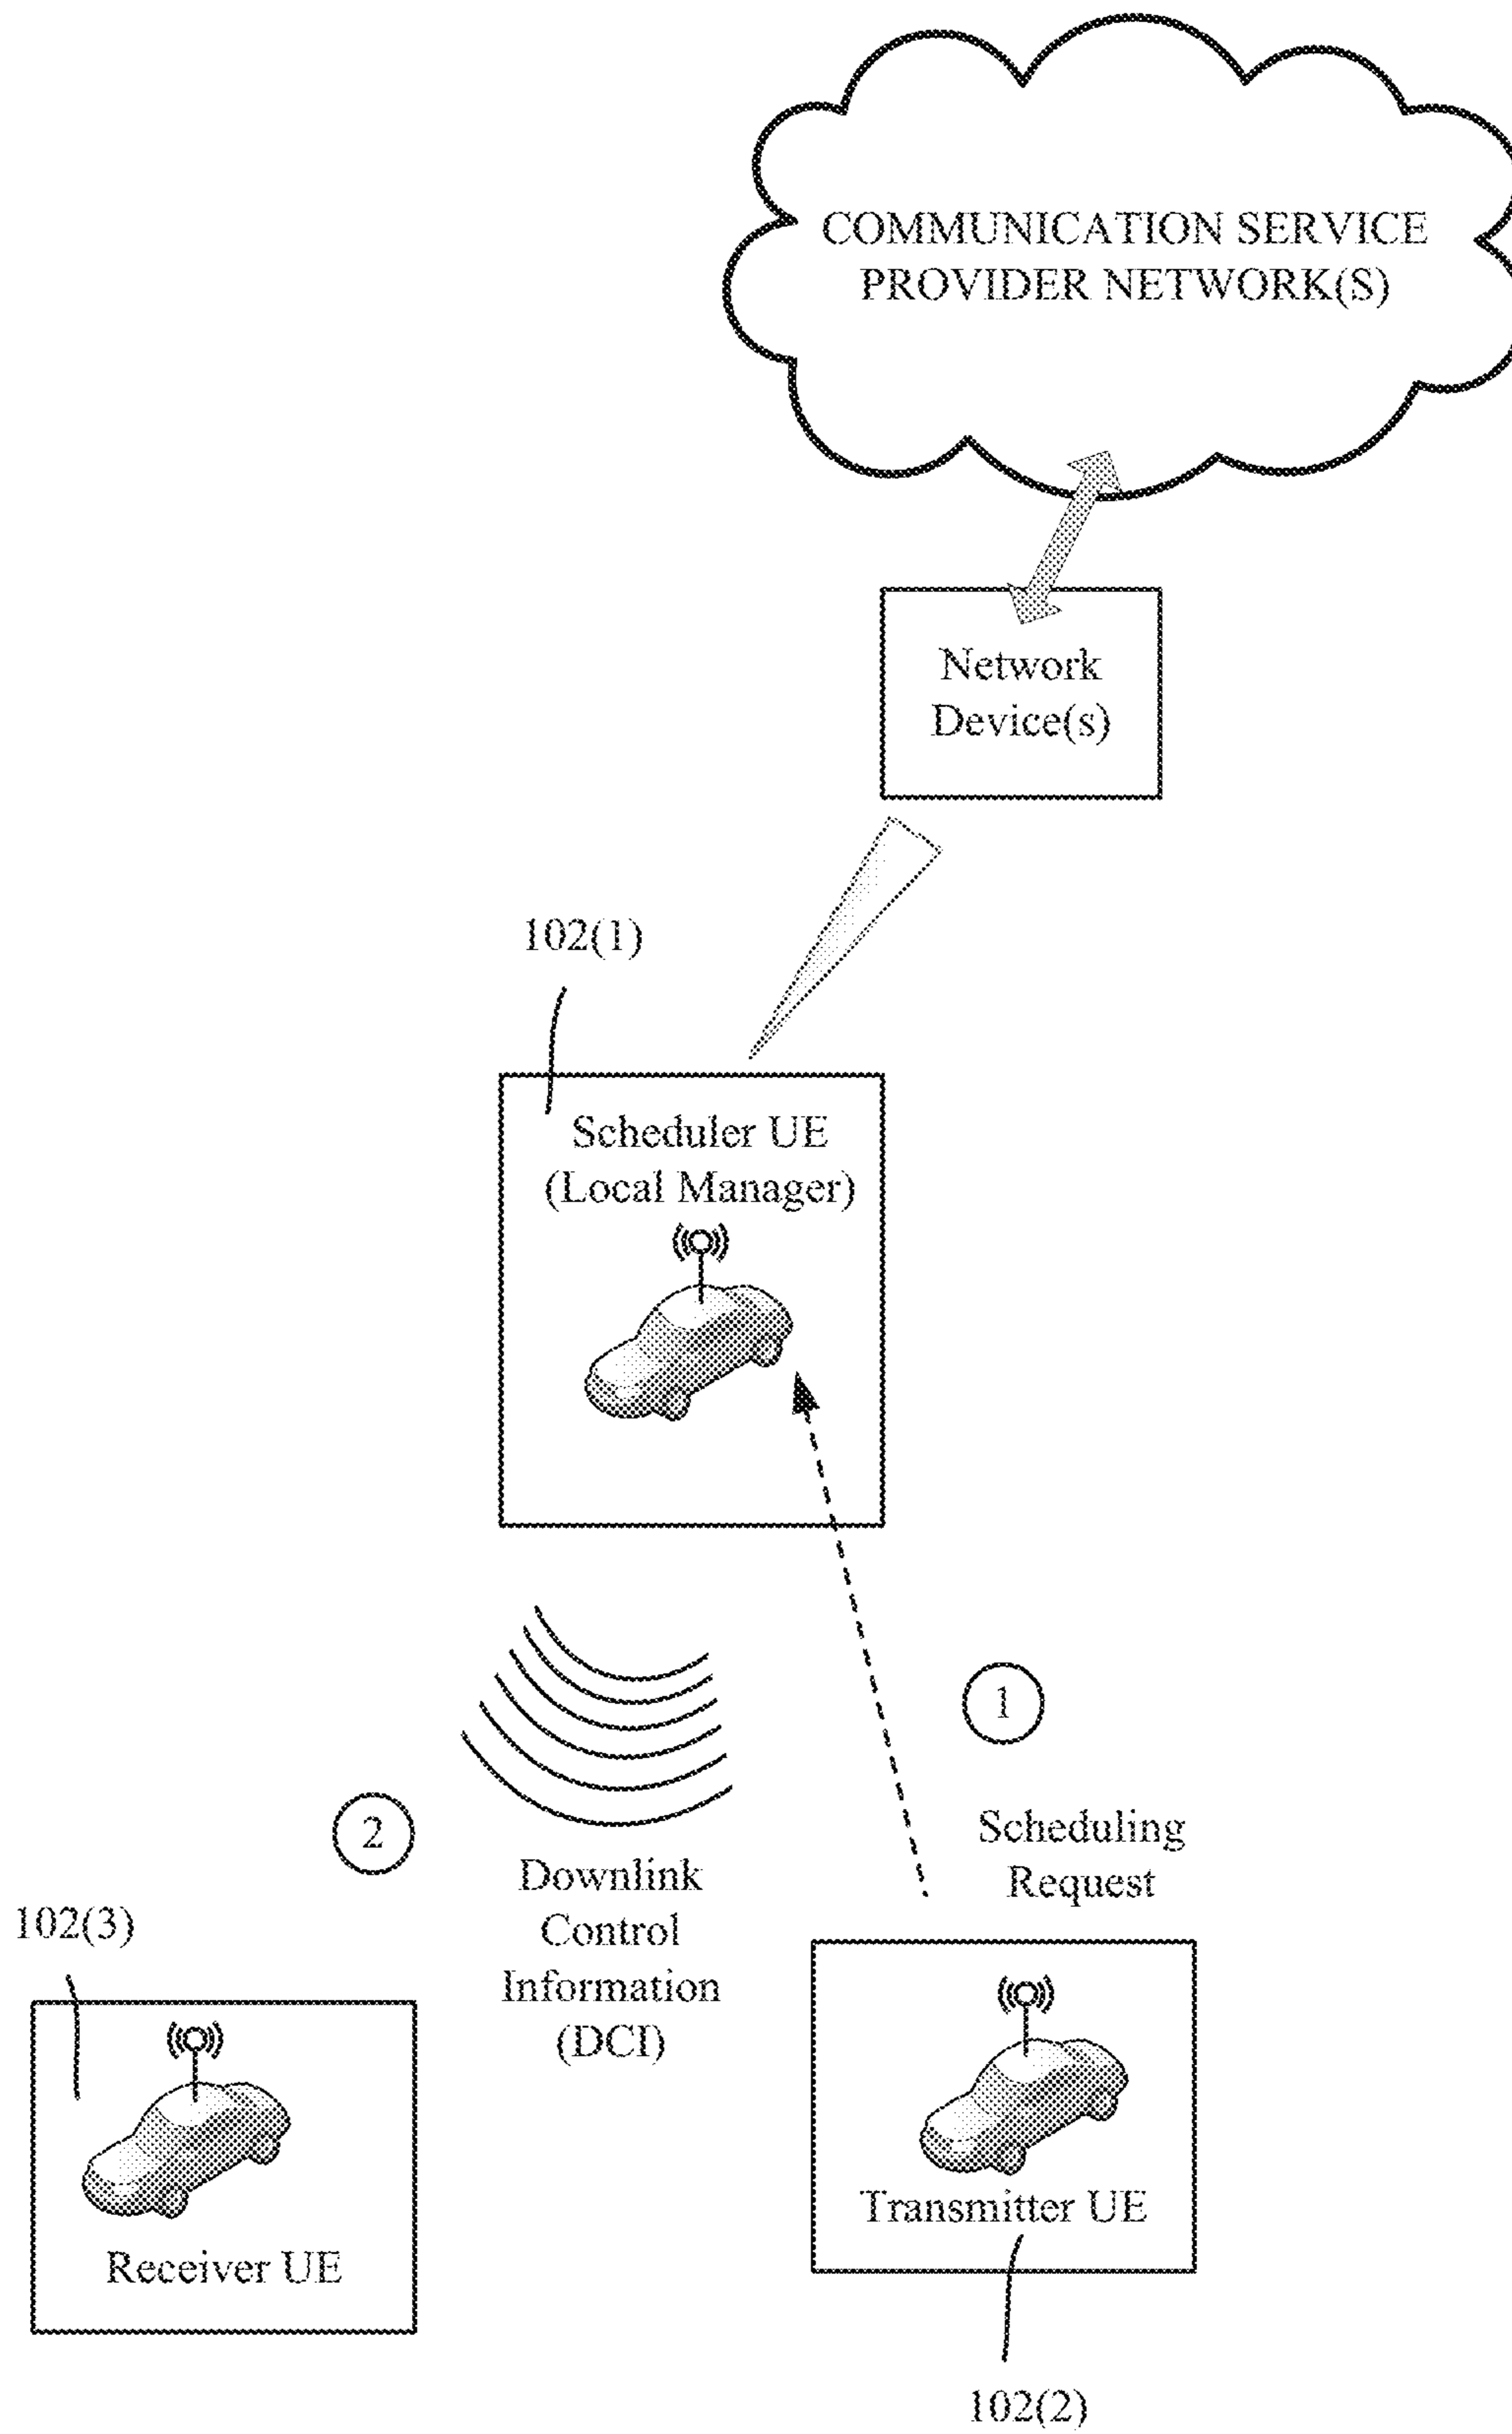 COMMUNICATION SERVICE
PROVIDER NETWORK(S)
Network
Device(s)
102(1)
Scheduler UE
(Local Manager)
1
Scheduling
Request
2
Downlink
Control
Information
(DCI)
102(3)
Receiver UE
Transmitter UE
102(2)